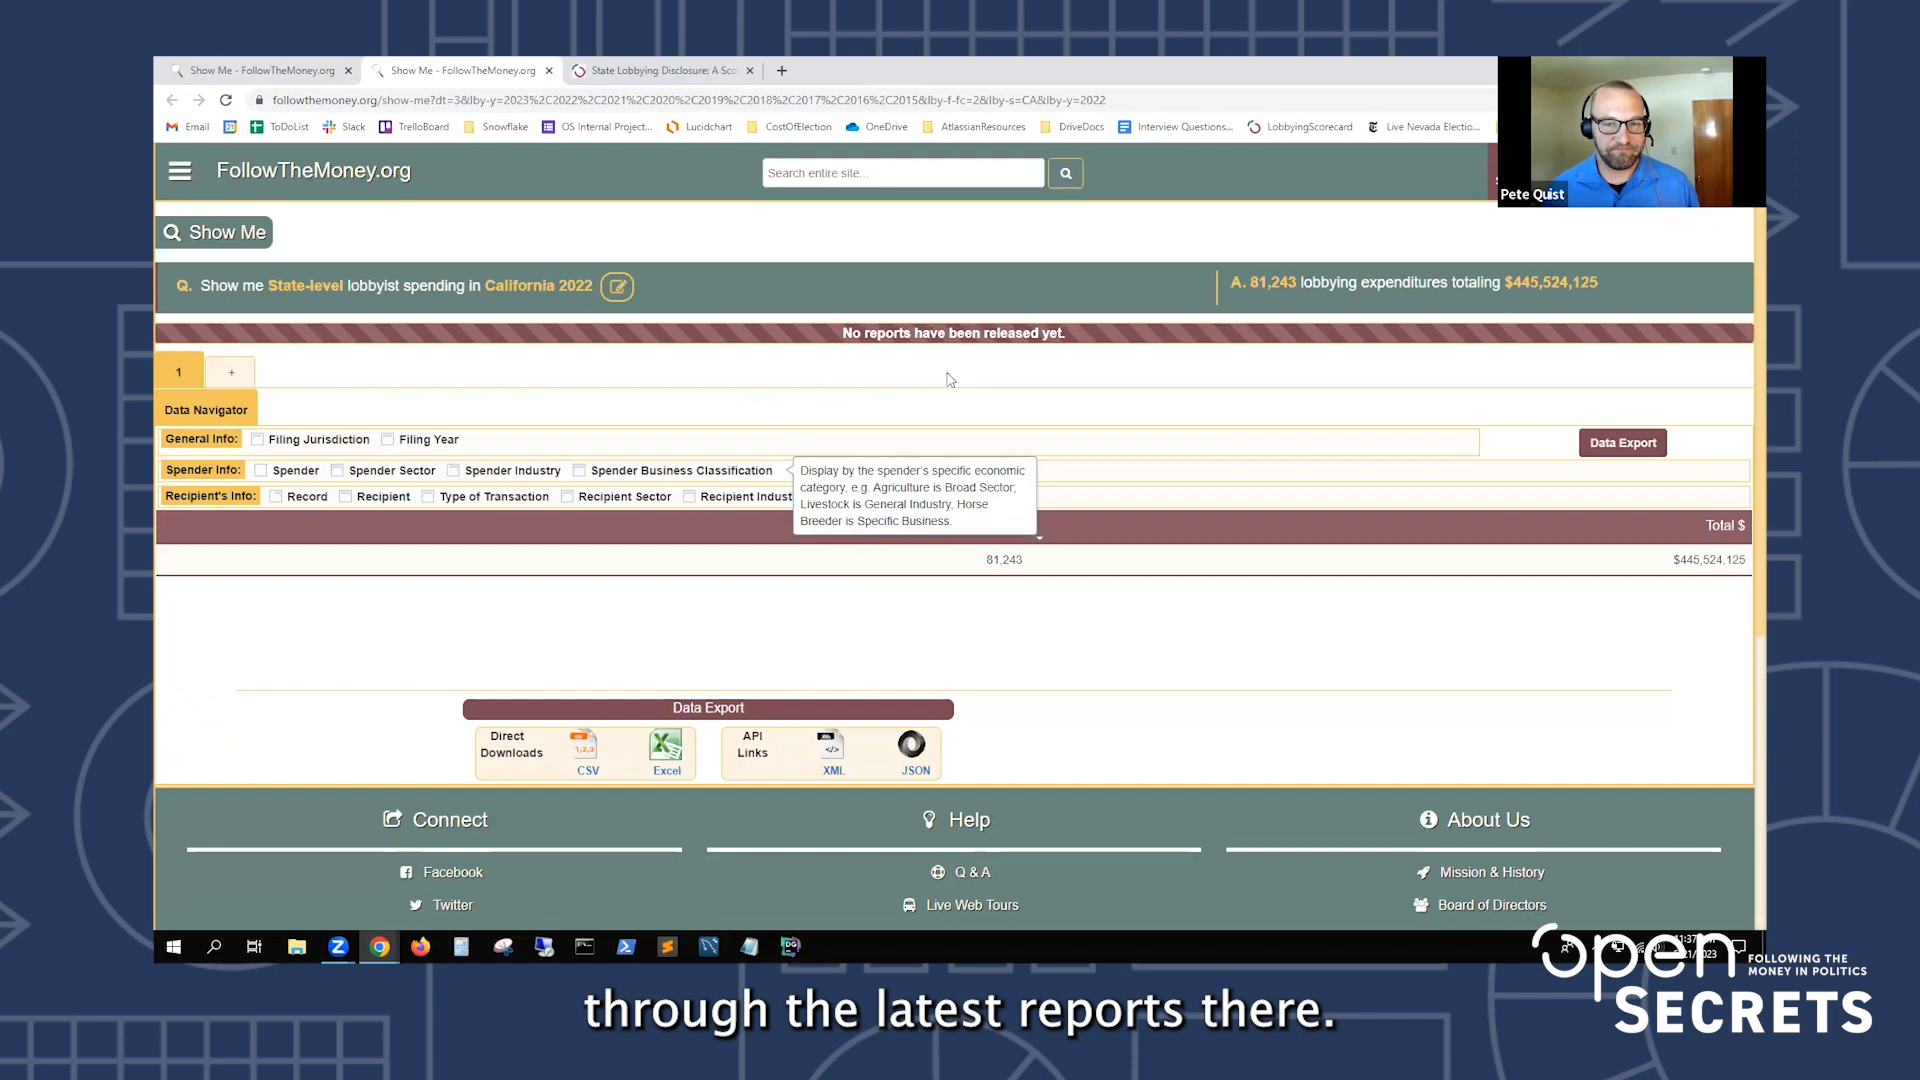 Show Me - FollowTheMoney.org
Show Me - FollowTheMoney.org
State Lobbying Disclosure: A Sco
followthemoney.org/show-me?dt=3&lby-y=2023%2C2022%2C2021%2C2020%2C2019%2C2018%2C2017%2C2016%2C2015&lby-f-fc=2&lby-s=CA&lby-y=2022
Email ToDoList Slack TrelloBoard Snowflake OS Internal Project... Lucidchart CostOfElection OneDrive AtlassianResources DriveDocs Interview Questions... LobbyingScorecard Live Nevada Electio...
Pete Quist
FollowTheMoney.org
Search entire site...
Show Me
Q. Show me State-level lobbyist spending in California 2022
A. 81,243 lobbying expenditures totaling $445,524,125
No reports have been released yet.
1 +
Data Navigator
General Info: Filing Jurisdiction Filing Year
Data Export
Spender Info: Spender Spender Sector Spender Industry Spender Business Classification
Recipient's Info: Record Recipient Type of Transaction Recipient Sector Recipient Indust
Display by the spender's specific economic
category, e.g. Agriculture is Broad Sector;
Livestock is General Industry, Horse
Breeder is Specific Business.
Total $
81,243 $445,524,125
Data Export
Direct
Downloads
CSV
Excel
API
Links
XML
JSON
Connect
Facebook
Twitter
Help
Q & A
Live Web Tours
About Us
Mission & History
Board of Directors
through the latest reports there.
open
SECRETS
FOLLOWING THE
MONEY IN POLITICS